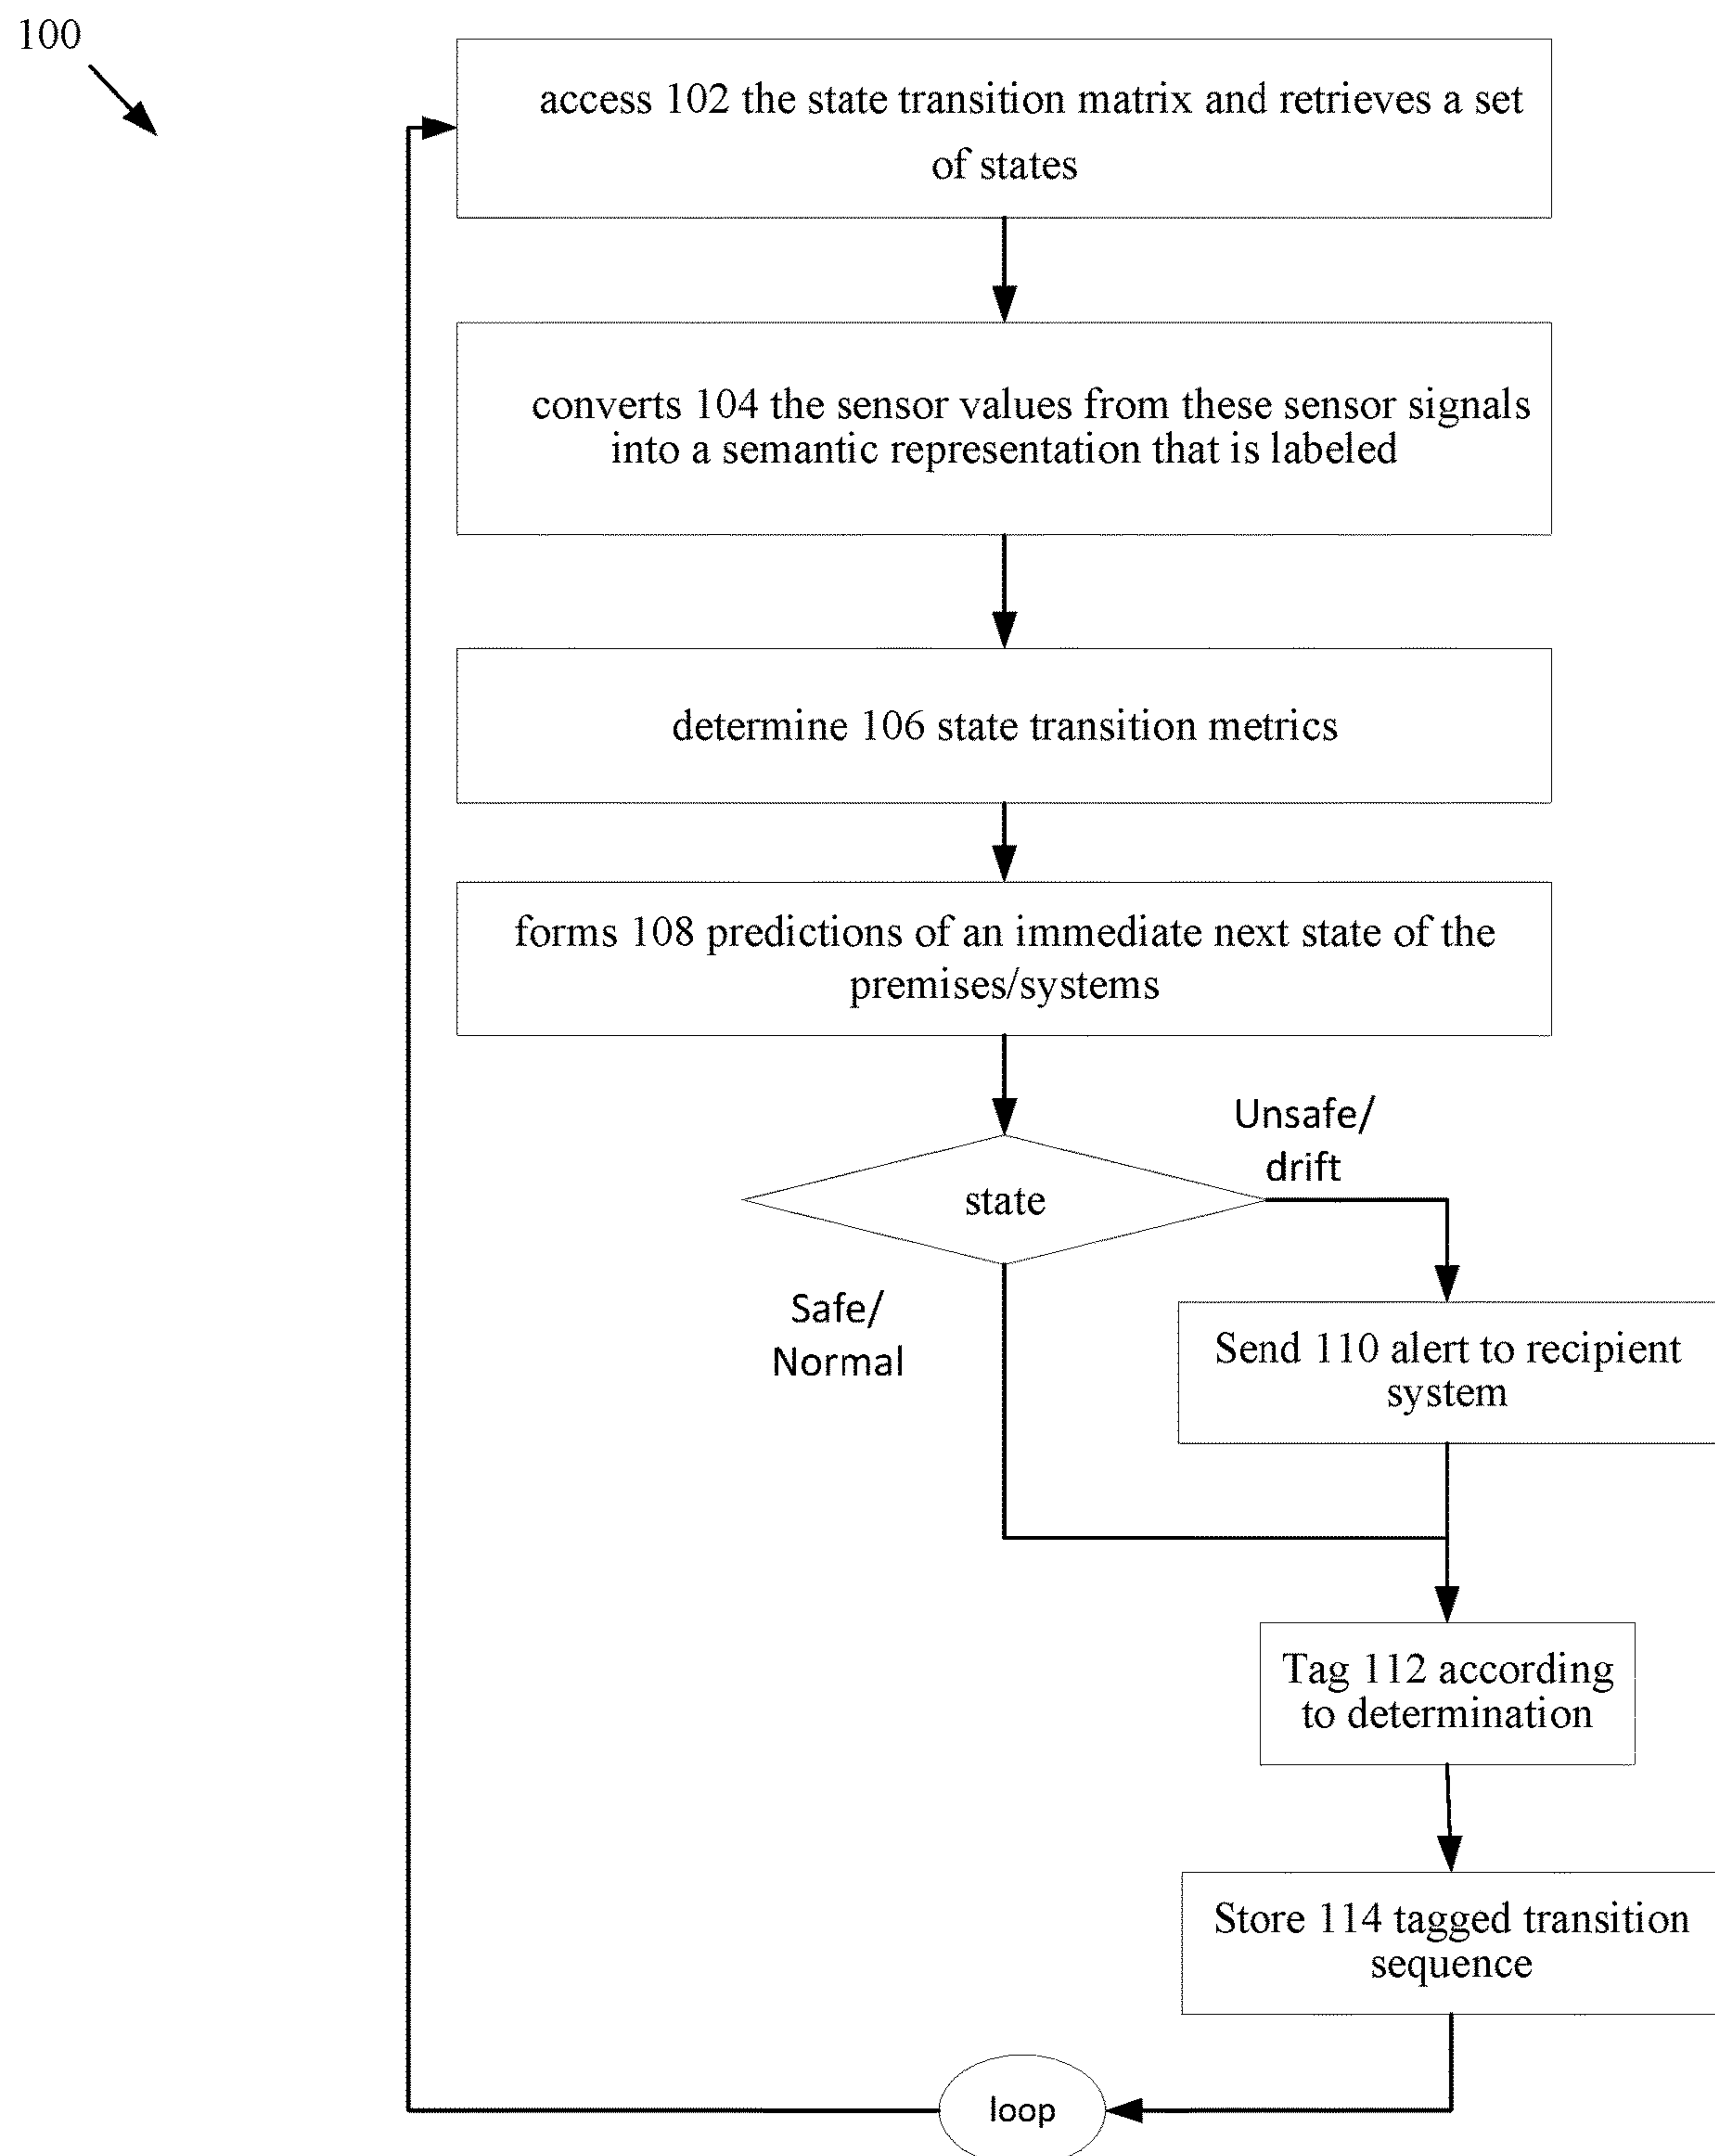 100
access 102 the state transition matrix and retrieves a set
of states
converts 104 the sensor values from these sensor signals
into a semantic representation that is labeled
determine 106 state transition metrics
forms 108 predictions of an immediate next state of the
premises/systems
Unsafe/
drift
state
Safe/
Normal
Send 110 alert to recipient
system
Tag 112 according
to determination
Store 114 tagged transition
sequence
loop